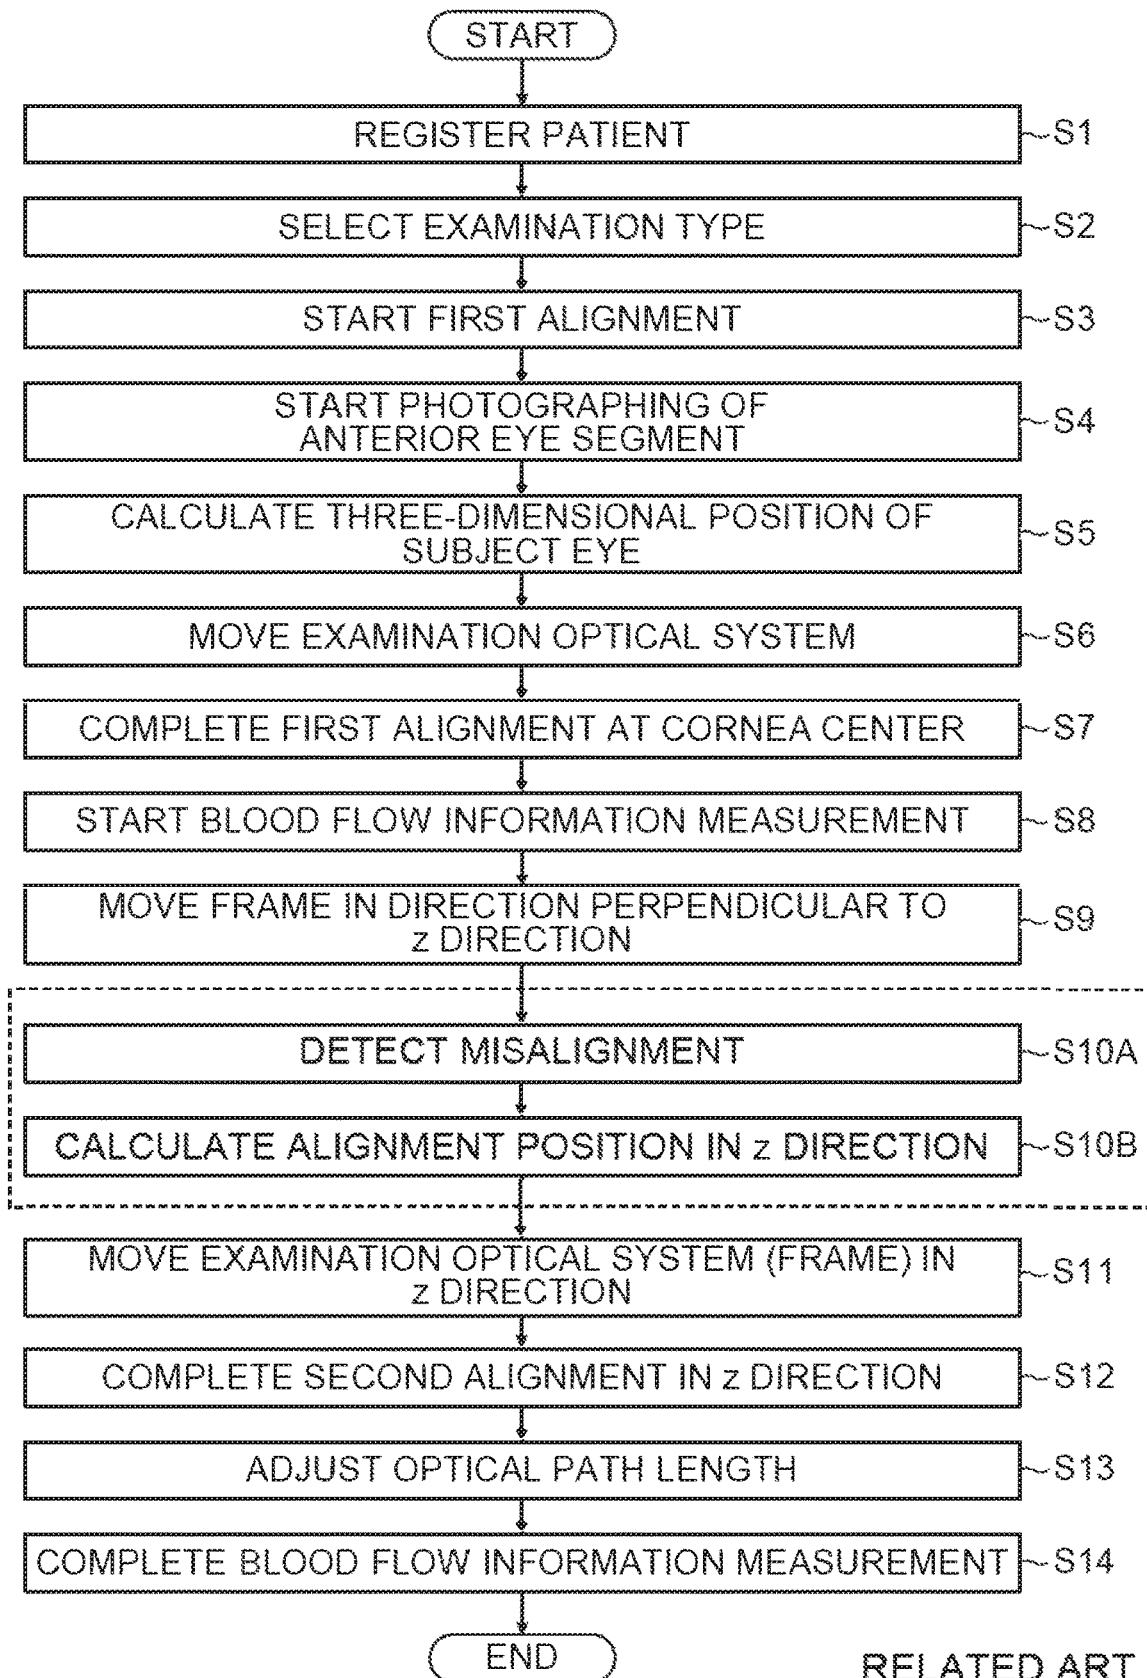 START
REGISTER PATIENT
S1
SELECT EXAMINATION TYPE
S2
START FIRST ALIGNMENT
S3
START PHOTOGRAPHING OF
ANTERIOR EYE SEGMENT
S4
CALCULATE THREE-DIMENSIONAL POSITION OF
SUBJECT EYE
S5
MOVE EXAMINATION OPTICAL SYSTEM
S6
COMPLETE FIRST ALIGNMENT AT CORNEA CENTER
S7
START BLOOD FLOW INFORMATION MEASUREMENT
S8
MOVE FRAME IN DIRECTION PERPENDICULAR TO
z DIRECTION
S9
DETECT MISALIGNMENT
S10A
CALCULATE ALIGNMENT POSITION IN z DIRECTION
S10B
MOVE EXAMINATION OPTICAL SYSTEM (FRAME) IN
z DIRECTION
S11
COMPLETE SECOND ALIGNMENT IN z DIRECTION
S12
ADJUST OPTICAL PATH LENGTH
S13
COMPLETE BLOOD FLOW INFORMATION MEASUREMENT
S14
END
RELATED ART